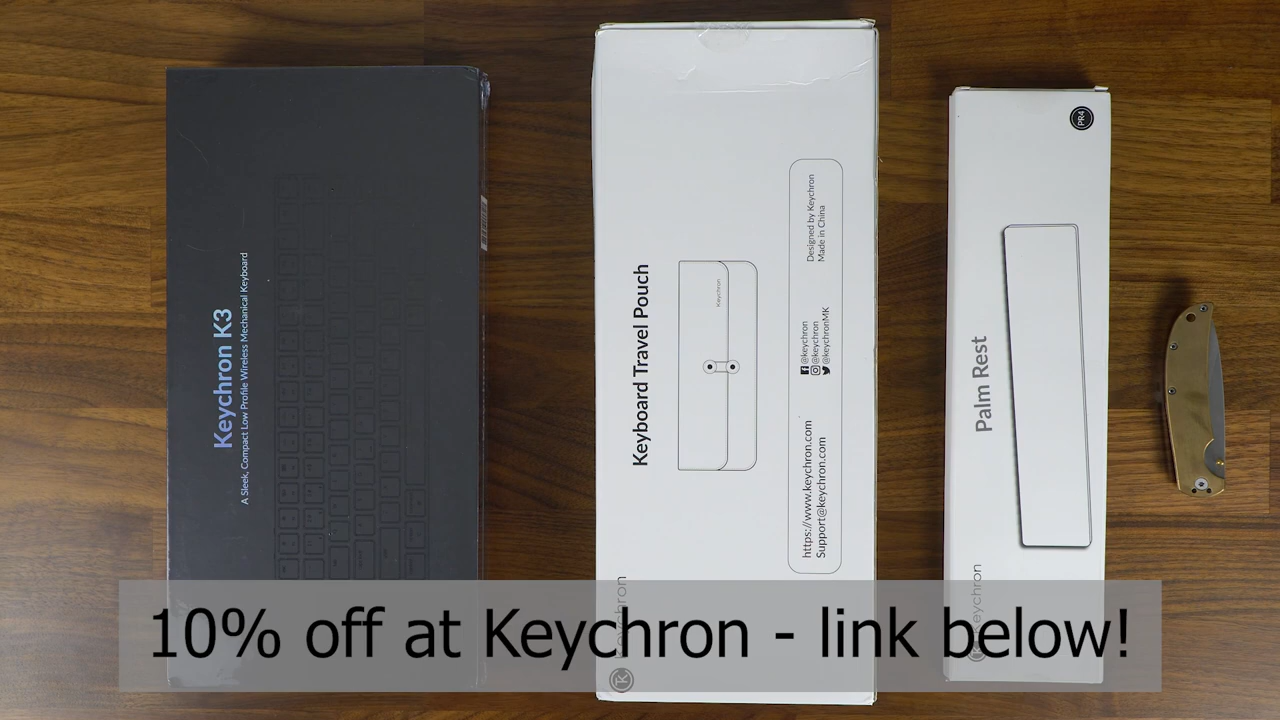 Keychron K3
A Sleek, Compact Low Profile Wireless Mechanical Keyboard
Keyboard Travel Pouch
Keychron
https://www.keychron.com
Support@keychron.com
@keychron
@keychron
@keychronMK
Designed by Keychron
Made in China
Keychron
PR4
Palm Rest
Keychron
10% off at Keychron - link below!